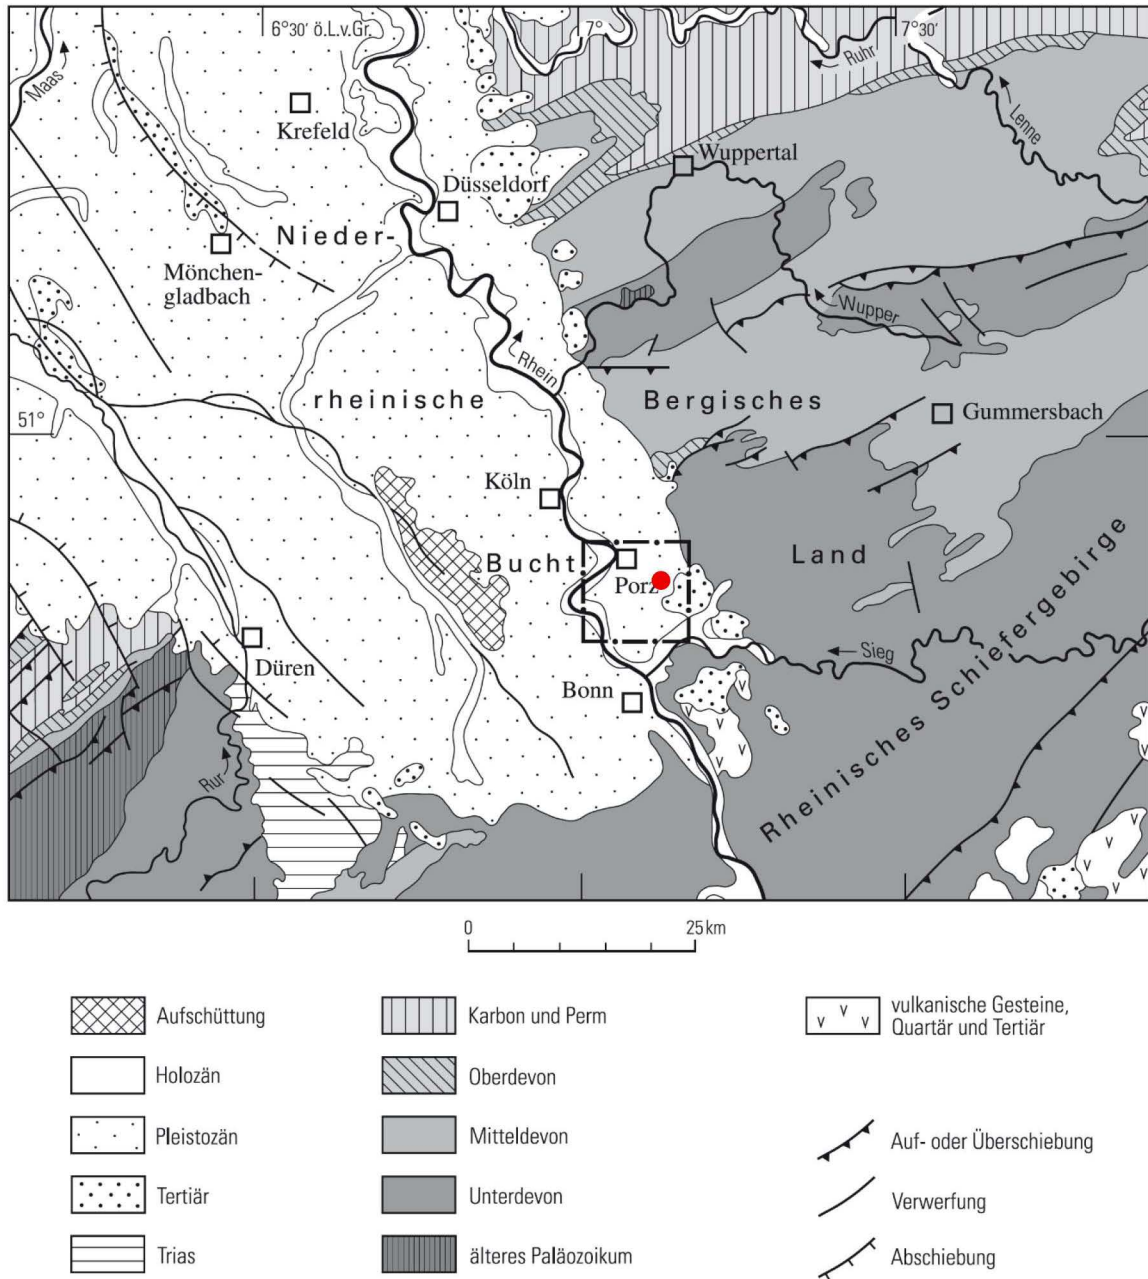 6°30′ ö.L.v.Gr.
7°
7°30′
Maas
Ruhr
Lenne
Krefeld
Wuppertal
Düsseldorf
Nieder-
Mönchen-
gladbach
Wupper
Rhein
rheinische
Bergisches
51°
Gummersbach
Köln
Bucht
Land
Porz
Düren
Sieg
Bonn
Rheinisches Schiefergebirge
Rur
0
25 km
Aufschüttung
Holozän
Pleistozän
Tertiär
Trias
Karbon und Perm
Oberdevon
Mitteldevon
Unterdevon
älteres Paläozoikum
vulkanische Gesteine,
Quartär und Tertiär
Auf- oder Überschiebung
Verwerfung
Abschiebung